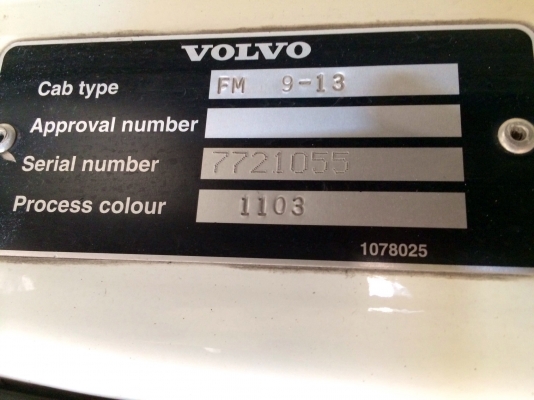 VOLVO
Cab type FM 9-13
Approval number
Serial number 7721055
Process colour 1103
1078025